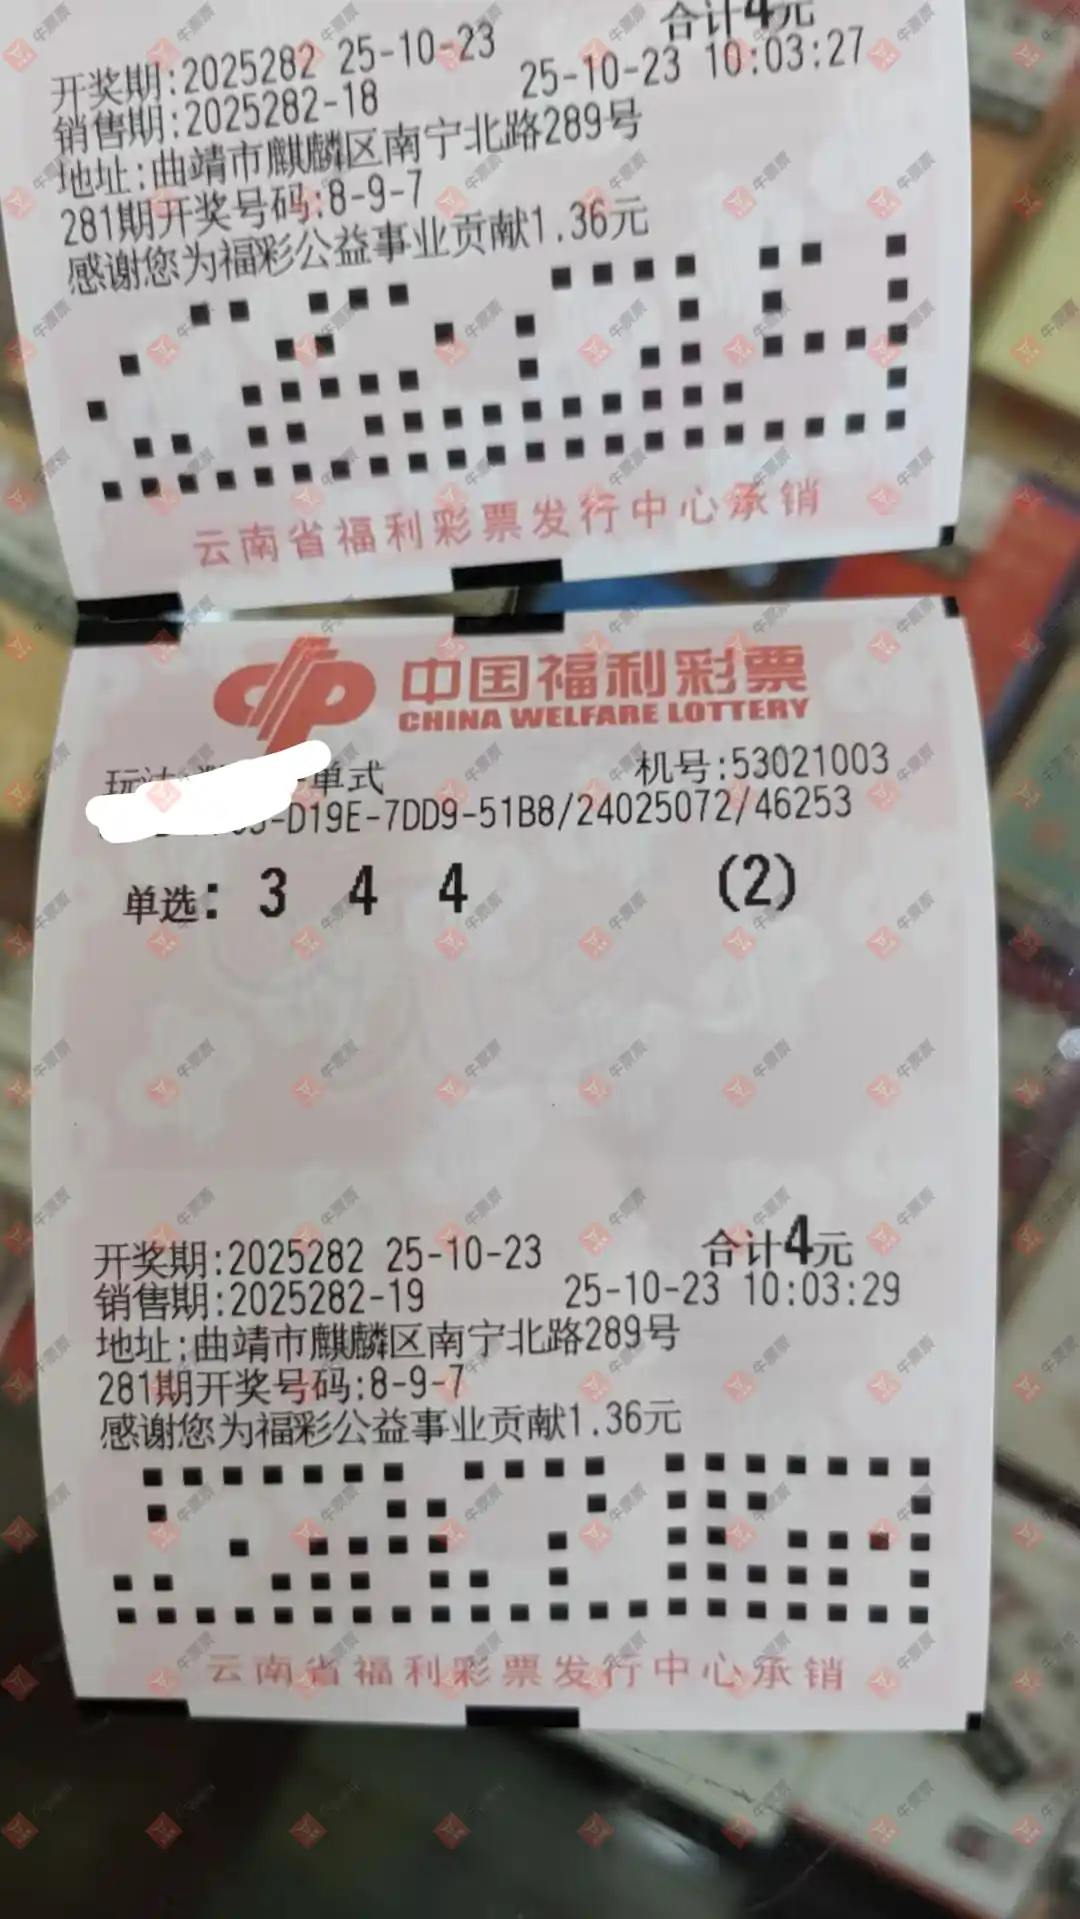 合计4元
开奖期:2025282 25-10-23
销售期:2025282-18 25-10-23 10:03:27
地址:曲靖市麒麟区南宁北路289号
281期开奖号码:8-9-7
感谢您为福彩公益事业贡献1.36元
云南省福利彩票发行中心承销
中国福利彩票
CHINA WELFARE LOTTERY
单式 机号:53021003
-D19E-7DD9-51B8/24025072/46253
单选: 3 4 4 (2)
开奖期:2025282 25-10-23 合计4元
销售期:2025282-19 25-10-23 10:03:29
地址:曲靖市麒麟区南宁北路289号
281期开奖号码:8-9-7
感谢您为福彩公益事业贡献1.36元
云南省福利彩票发行中心承销
牛票票